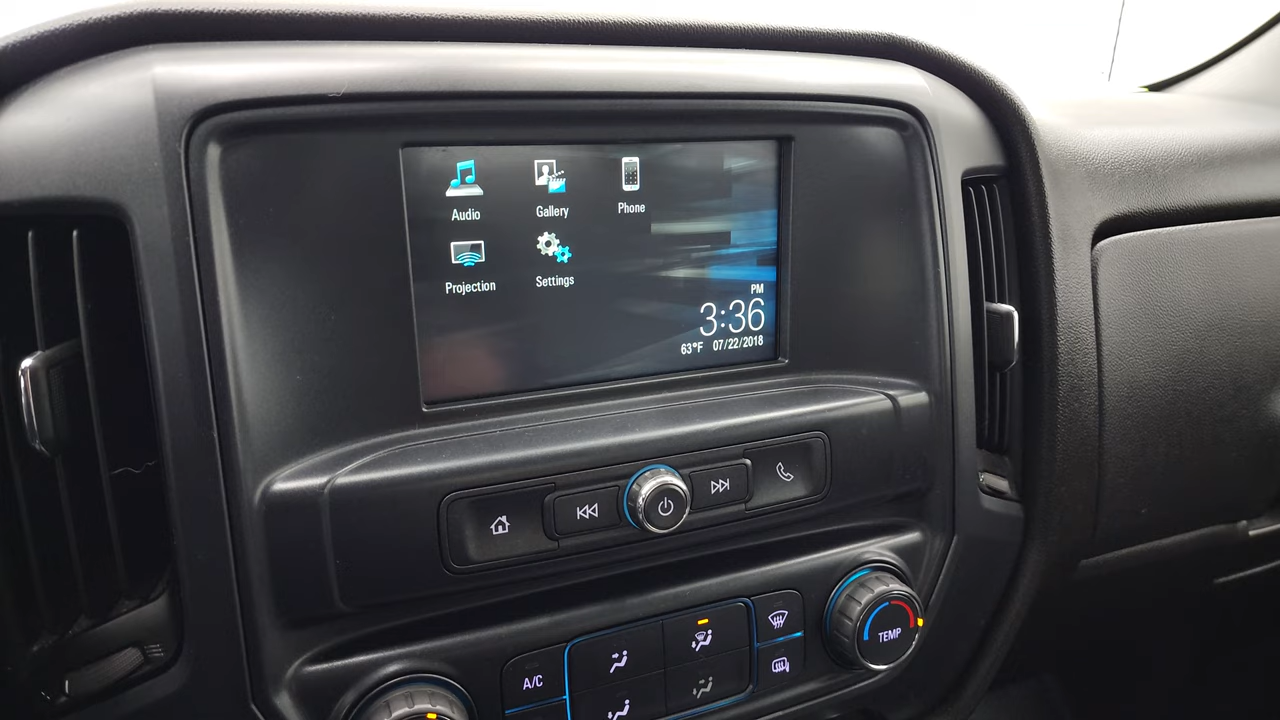 Audio
Gallery
Phone
Projection
Settings
PM
3:36
63°F 07/22/2018
A/C
TEMP